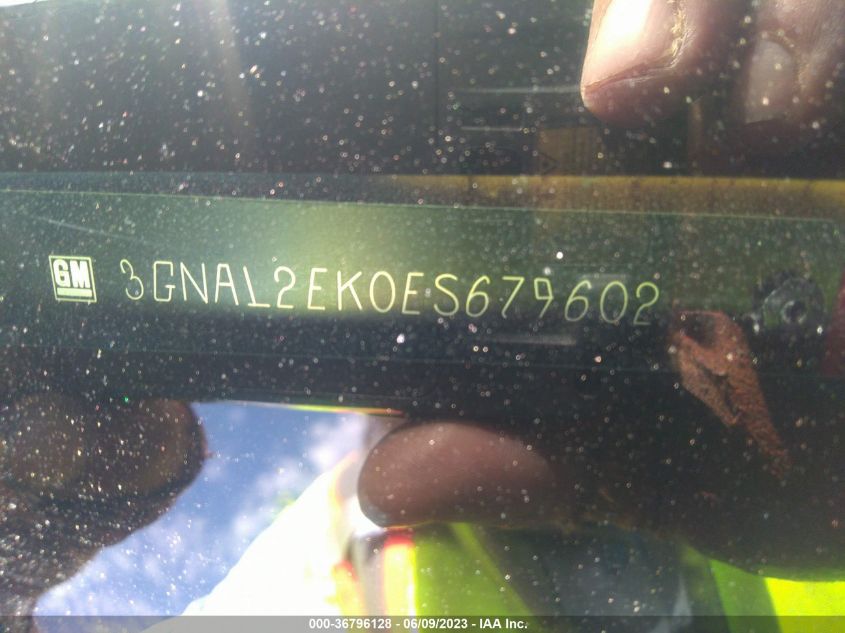 GM 3GNAL2EK0ES679602
000-36796128 - 06/09/2023 - IAA Inc.